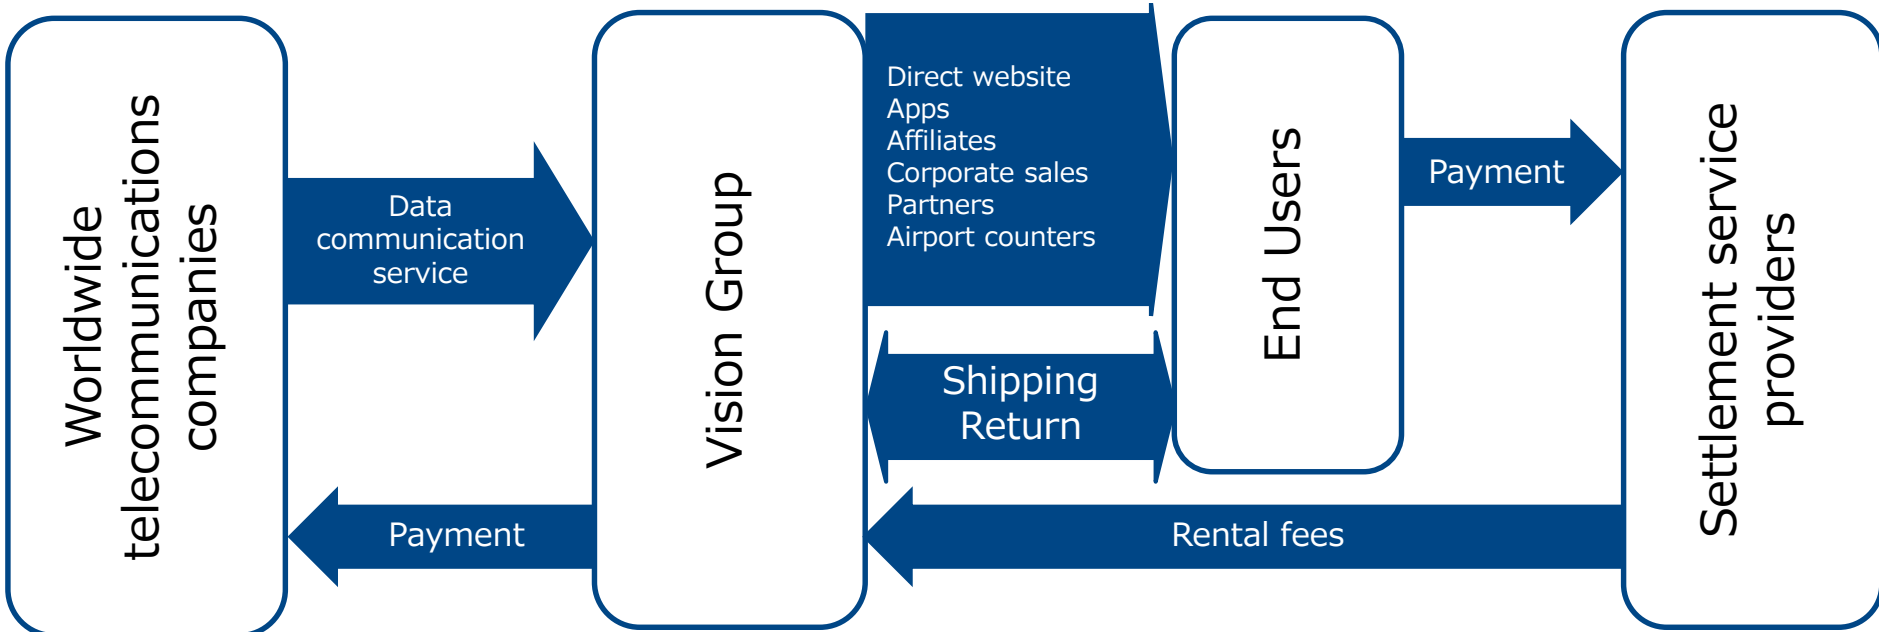 Worldwide
telecommunications
companies
Data
communication
service
Payment
Vision Group
Direct website
Apps
Affiliates
Corporate sales
Partners
Airport counters
Shipping
Return
End Users
Payment
Rental fees
Settlement service
providers